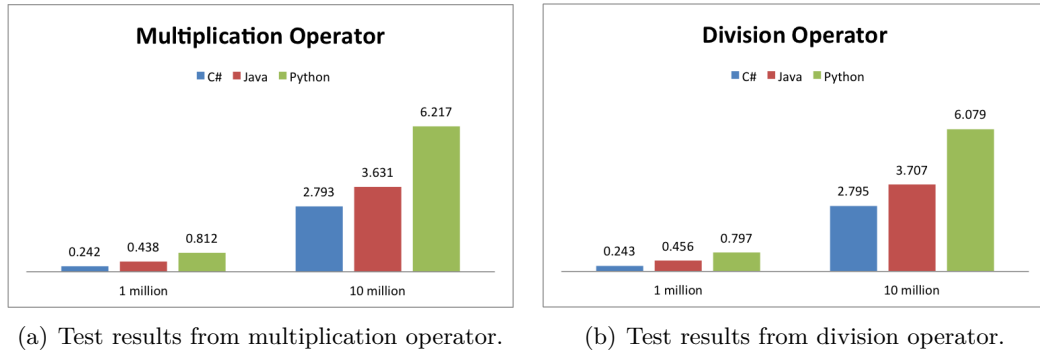 Multiplication Operator
C# Java Python
6.217
3.631
2.793
0.812
0.438
0.242
1 million 10 million
(a) Test results from multiplication operator.
Division Operator
C# Java Python
6.079
3.707
2.795
0.797
0.456
0.243
1 million 10 million
(b) Test results from division operator.